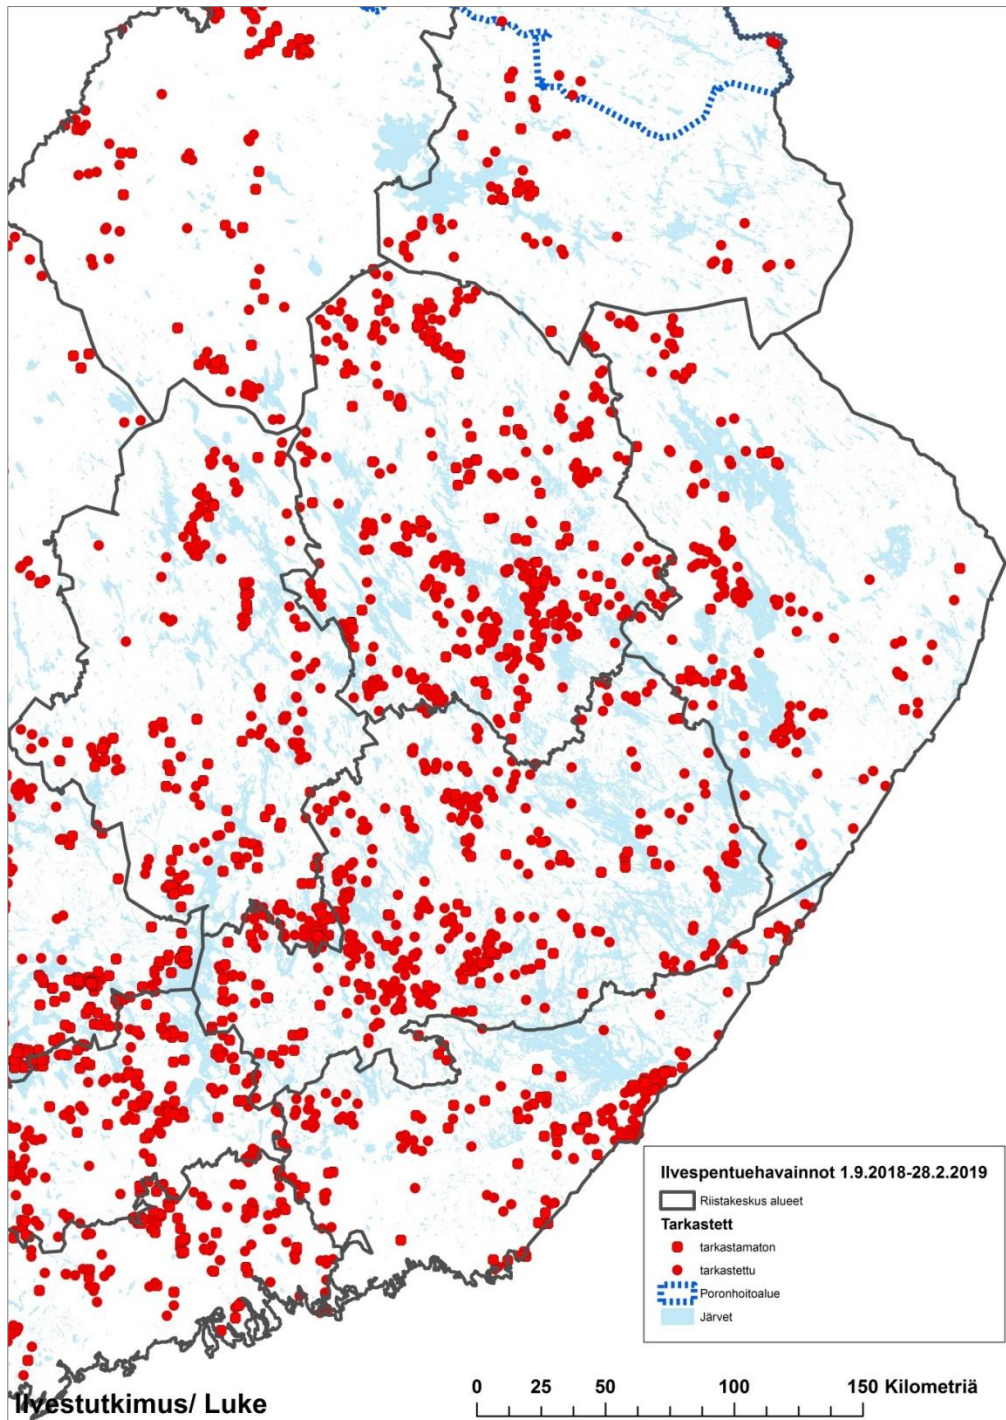 Ilvespentuehavainnot 1.9.2018-28.2.2019
Riistakeskus alueet
Tarkastett
tarkastamaton
tarkastettu
Poronhoitoalue
Järvet
Ilvestutkimus/ Luke
0 25 50 100 150 Kilometriä